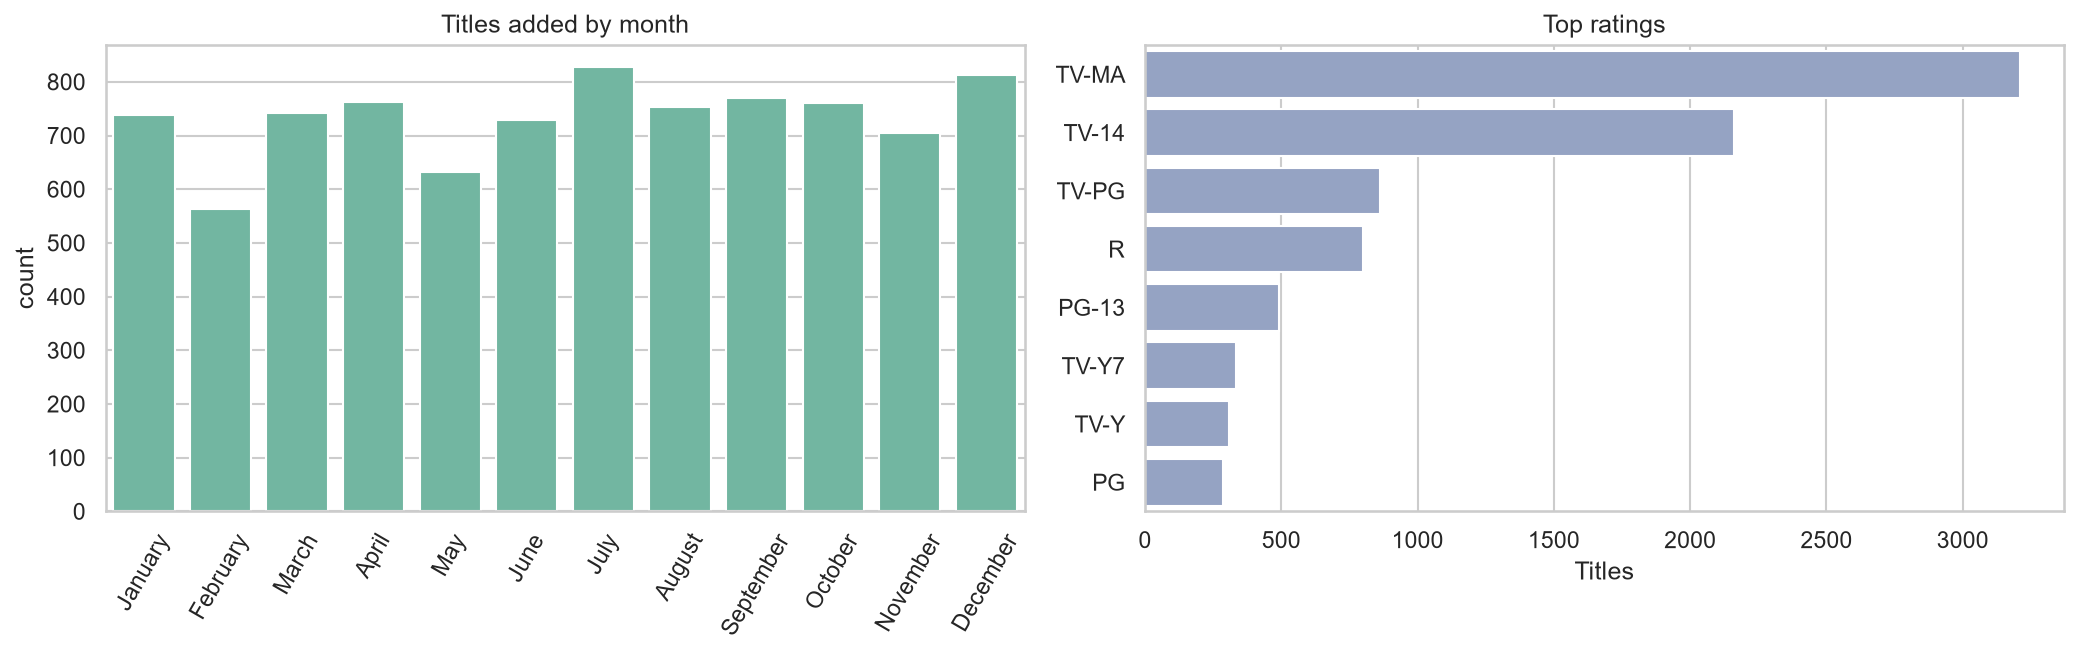 Titles added by month
count
800
700
600
500
400
300
200
100
0
January
February
March
April
May
June
July
August
September
October
November
December
Top ratings
TV-MA
TV-14
TV-PG
R
PG-13
TV-Y7
TV-Y
PG
0
500
1000
1500
2000
2500
3000
Titles